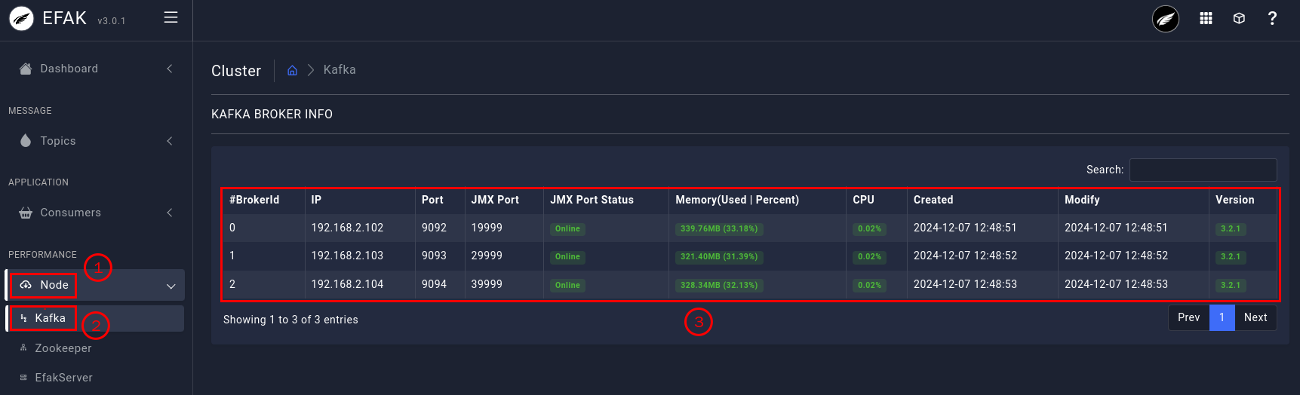 EFAK v3.0.1
Dashboard
MESSAGE
Topics
APPLICATION
Consumers
PERFORMANCE
1
Node
2
Kafka
Zookeeper
EfakServer
Cluster Kafka
KAFKA BROKER INFO
Search:
#BrokerId IP Port JMX Port JMX Port Status Memory(Used | Percent) CPU Created Modify Version
0 192.168.2.102 9092 19999 Online 339.76MB (33.18%) 0.02% 2024-12-07 12:48:51 2024-12-07 12:48:51 3.2.1
1 192.168.2.103 9093 29999 Online 321.40MB (31.39%) 0.02% 2024-12-07 12:48:52 2024-12-07 12:48:52 3.2.1
2 192.168.2.104 9094 39999 Online 328.34MB (32.13%) 0.02% 2024-12-07 12:48:53 2024-12-07 12:48:53 3.2.1
Showing 1 to 3 of 3 entries 3 Prev 1 Next